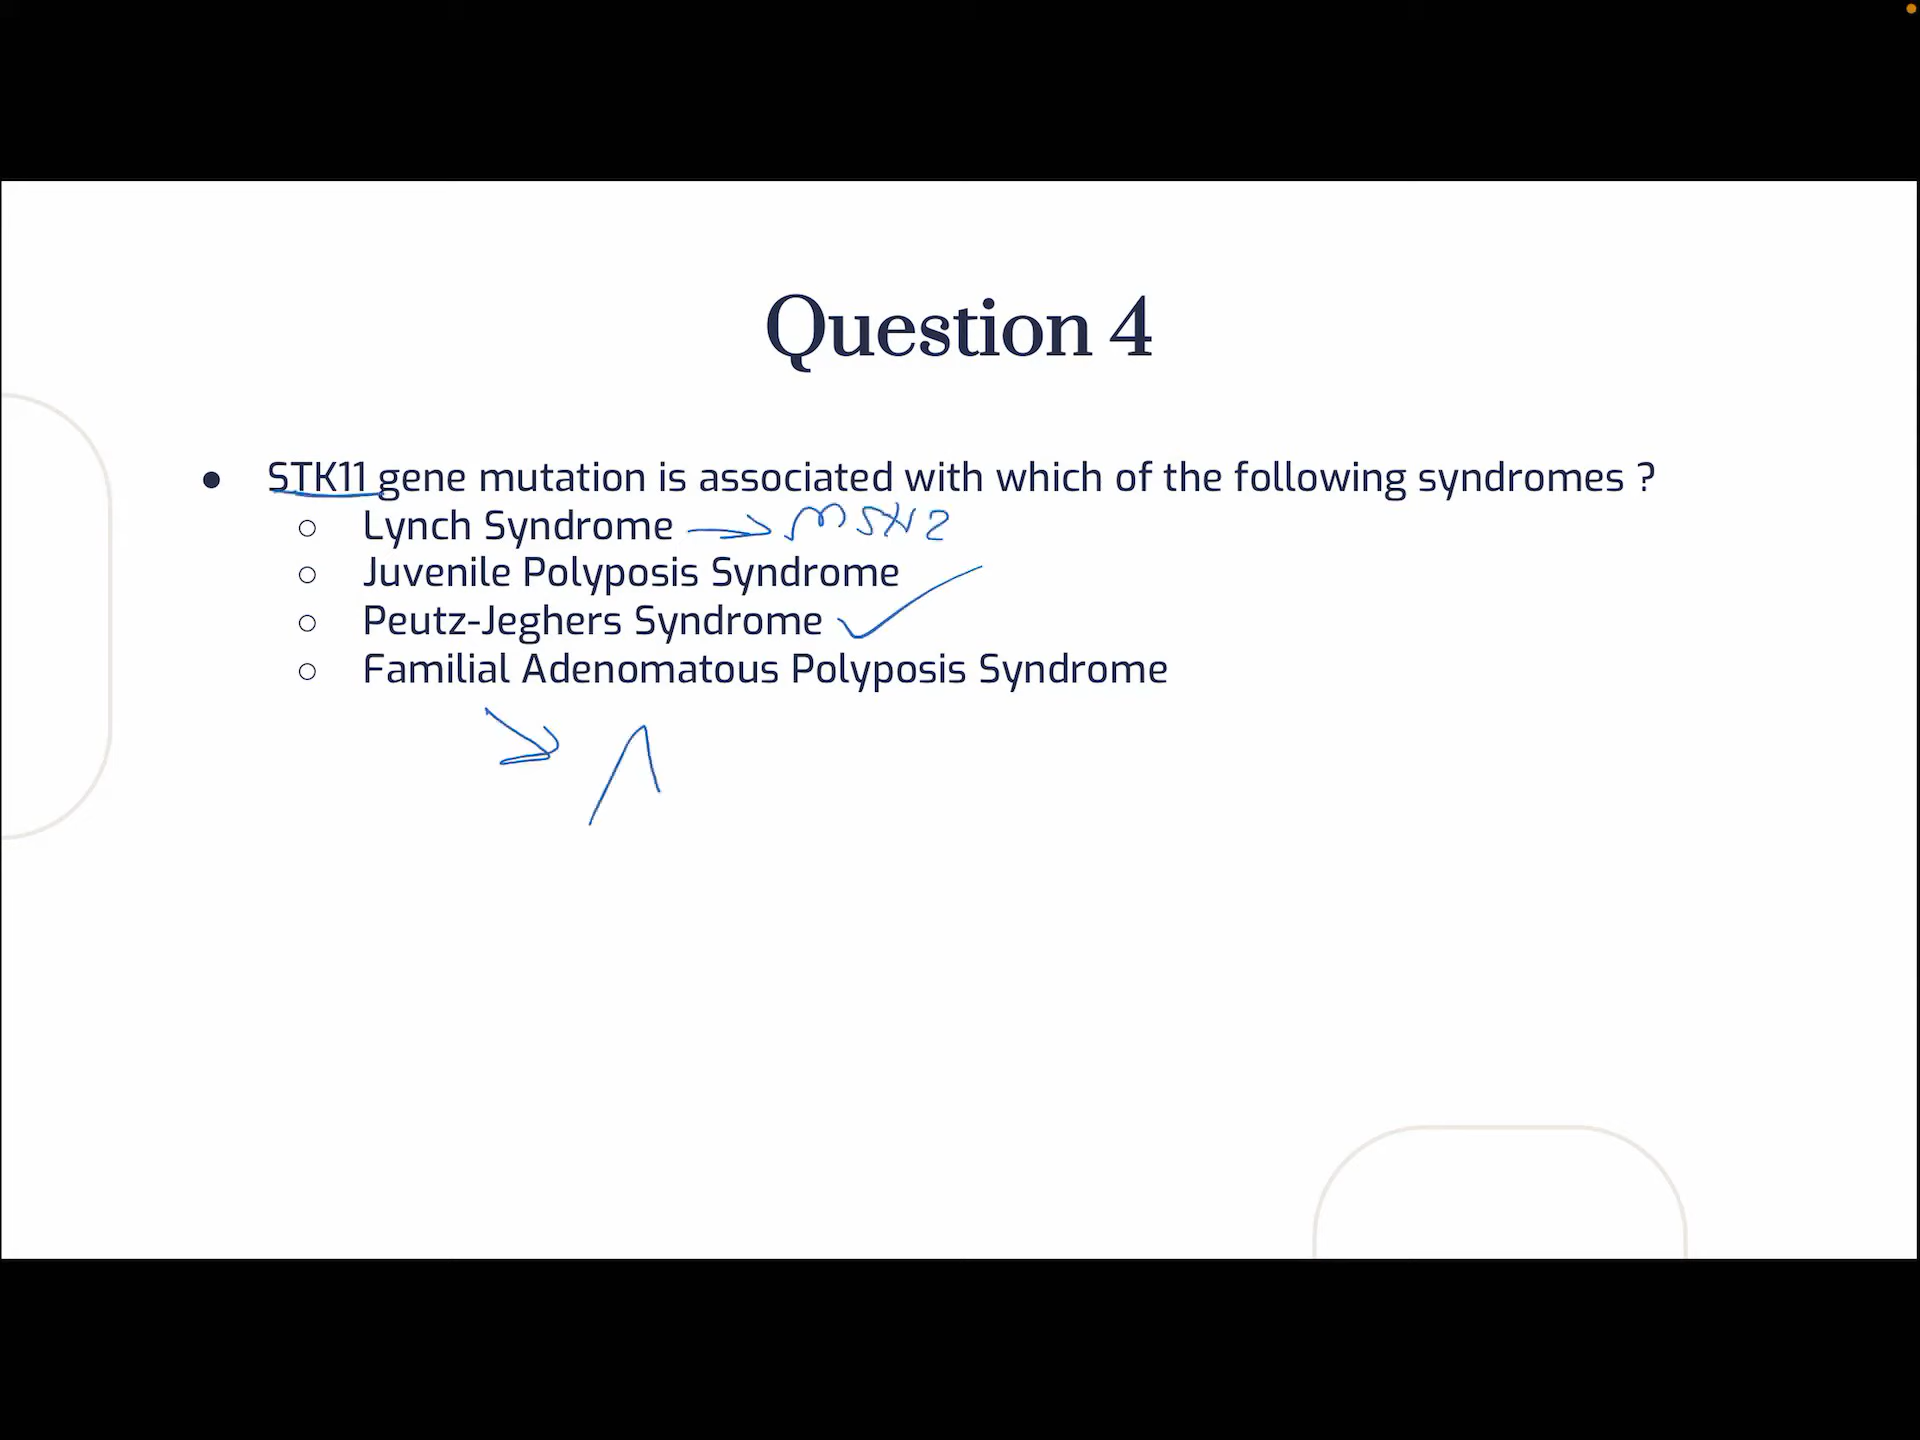 Question 4
● STK11 gene mutation is associated with which of the following syndromes ?
○ Lynch Syndrome → MSH2
○ Juvenile Polyposis Syndrome
○ Peutz-Jeghers Syndrome ✓
○ Familial Adenomatous Polyposis Syndrome